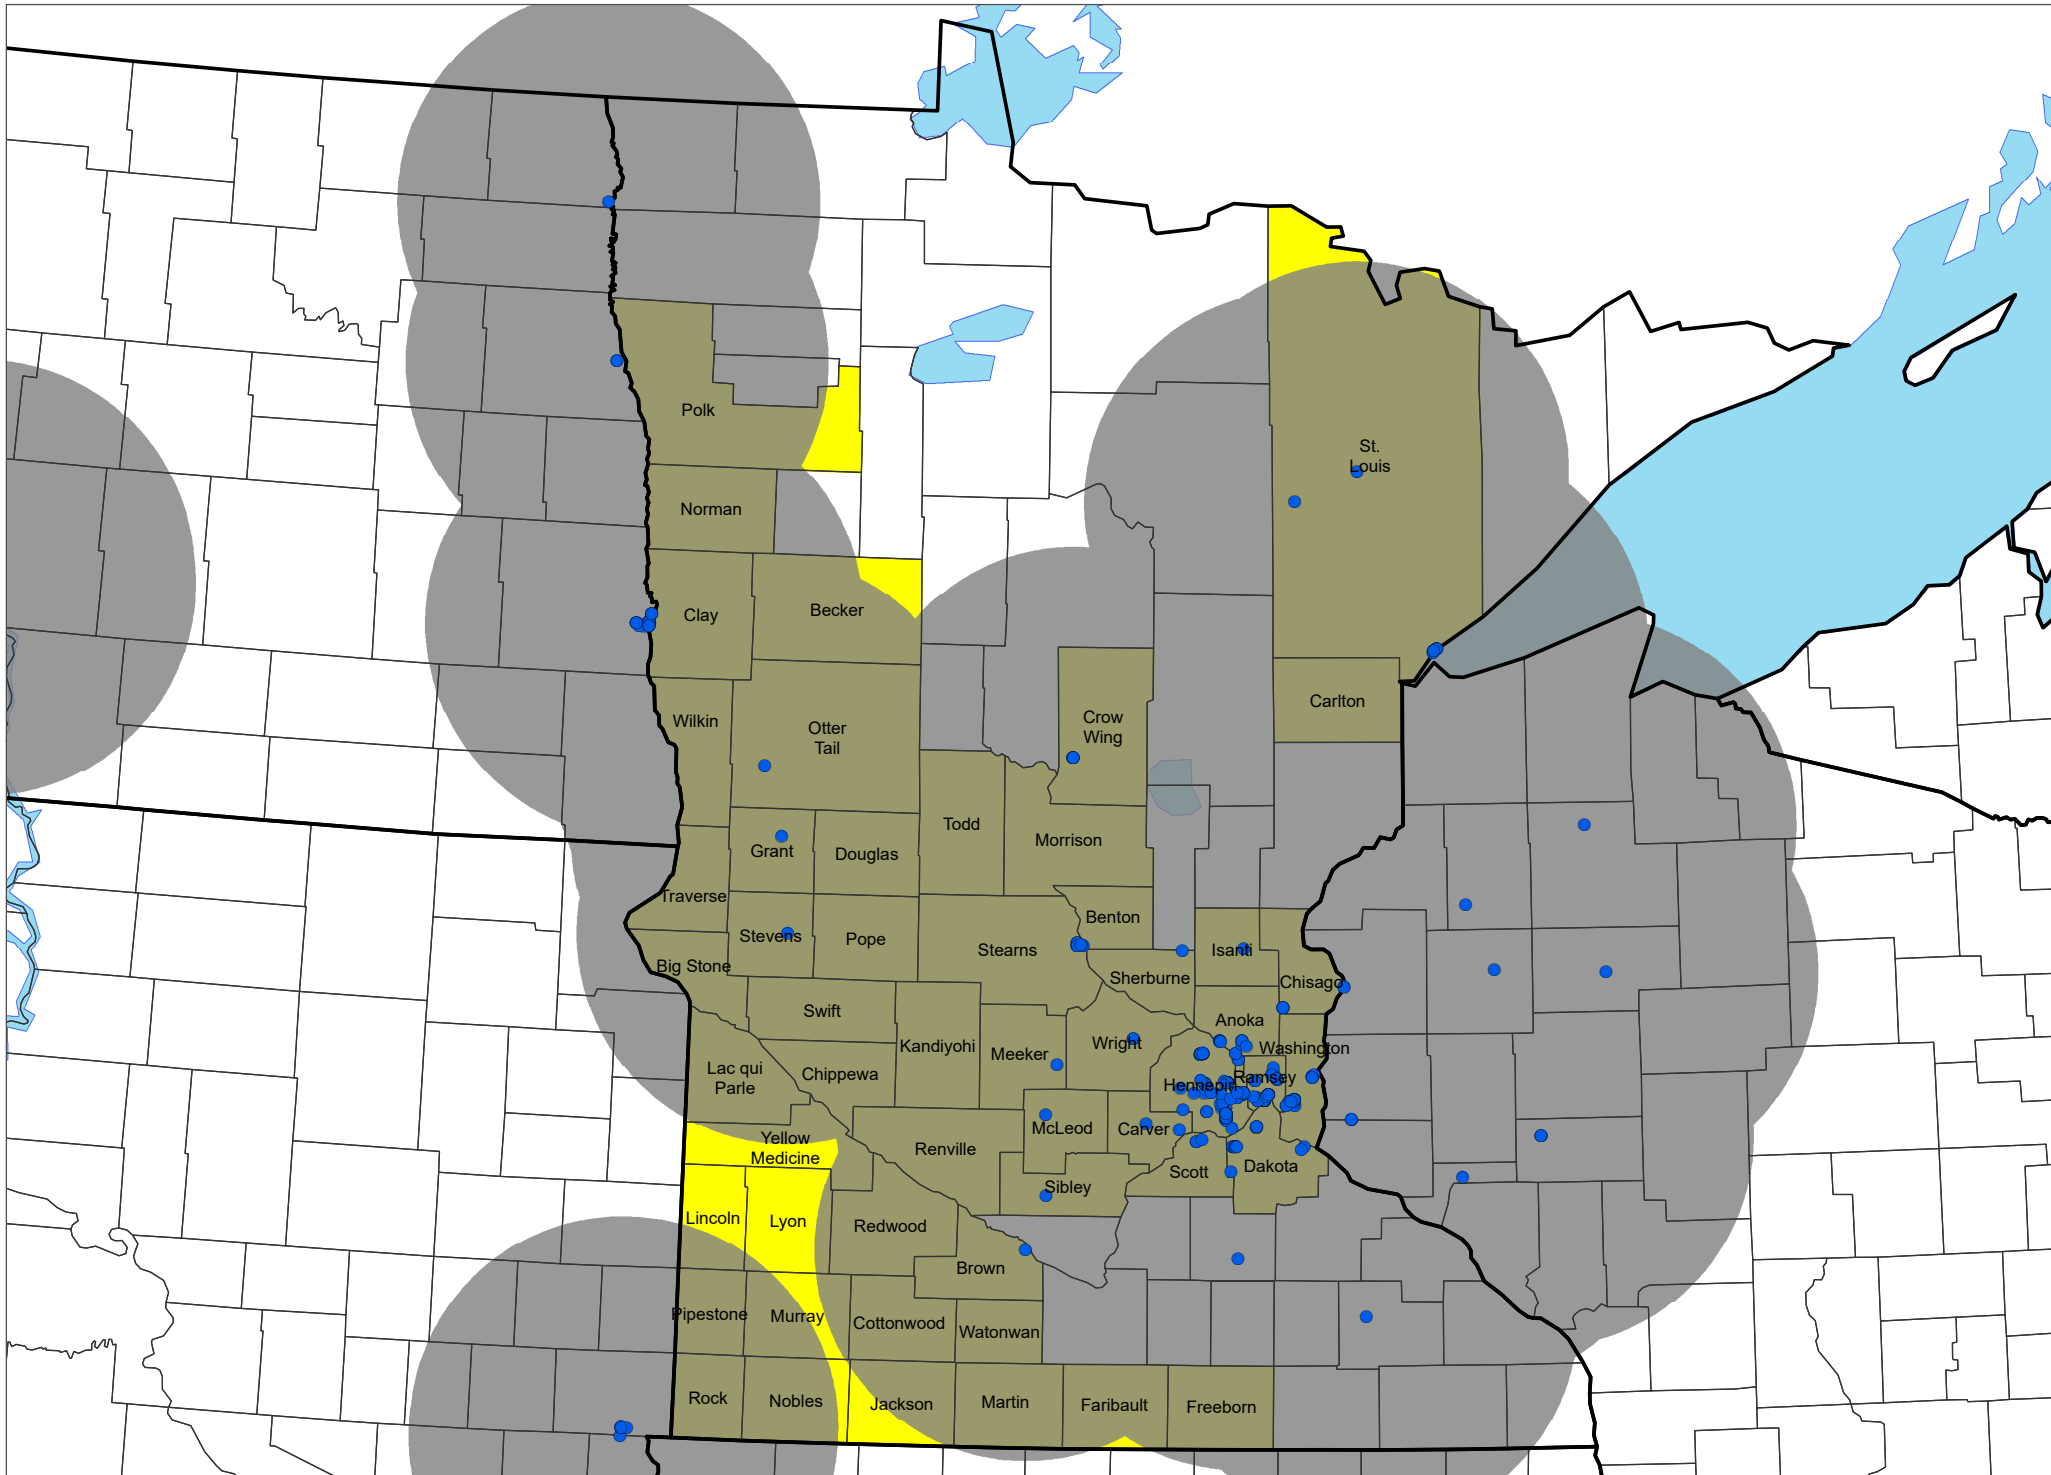 Polk
St.
Louis
Norman
Clay
Becker
Carlton
Wilkin
Otter
Tail
Crow
Wing
Todd
Morrison
Grant
Douglas
Traverse
Benton
Stevens
Pope
Stearns
Isanti
Big Stone
Sherburne
Chisago
Swift
Anoka
Kandiyohi
Meeker
Wright
Washington
Lac qui
Parle
Chippewa
Hennepin
Ramsey
McLeod
Carver
Yellow
Medicine
Renville
Scott
Dakota
Sibley
Lincoln
Lyon
Redwood
Brown
Pipestone
Murray
Cottonwood
Watonwan
Rock
Nobles
Jackson
Martin
Faribault
Freeborn